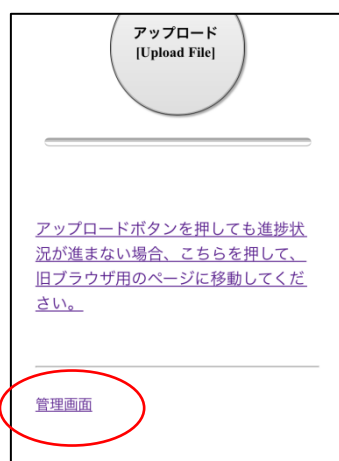 アップロード
[Upload File]
アップロードボタンを押しても進捗状
況が進まない場合、こちらを押して、
旧ブラウザ用のページに移動してくだ
さい。
管理画面